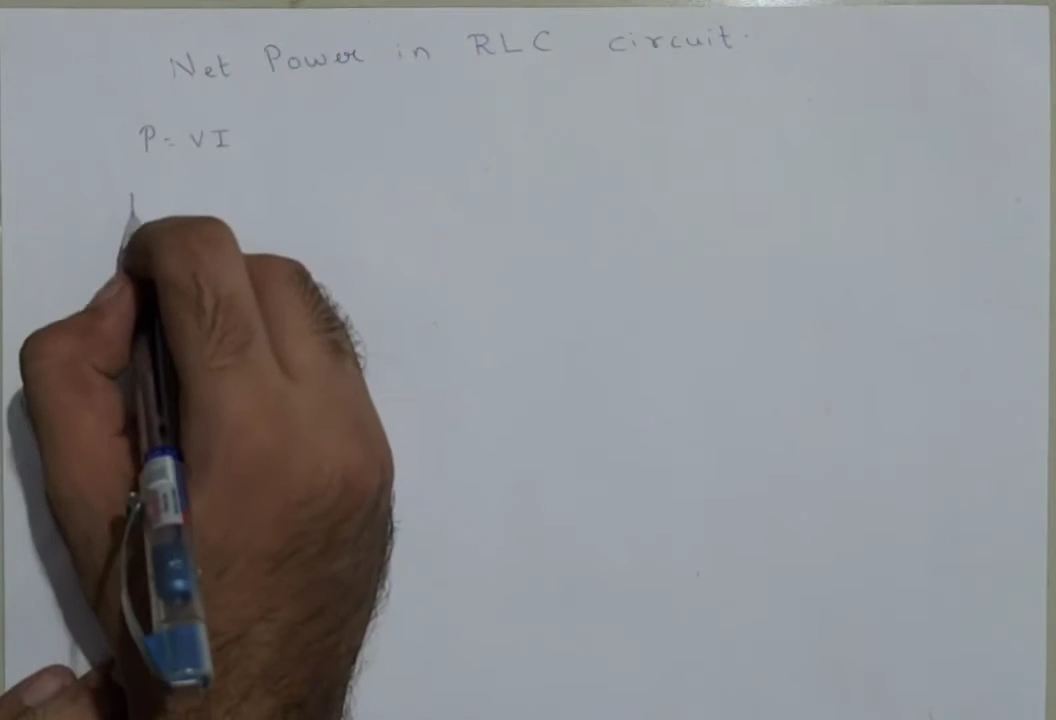 Net Power in RLC circuit.
P = VI